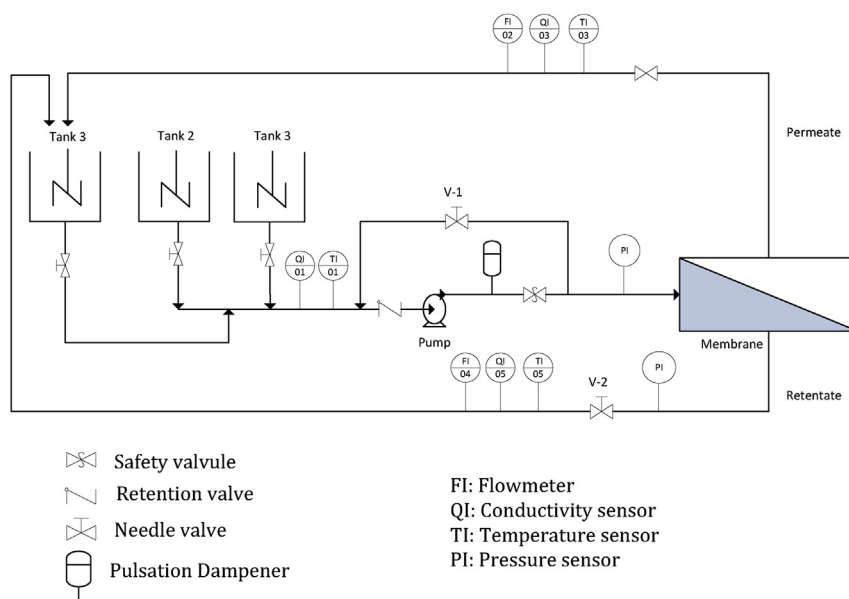 FI
02
QI
03
TI
03
Permeate
Tank 3
Tank 2
Tank 3
V-1
QI
01
TI
01
PI
Pump
Membrane
FI
04
QI
05
TI
05
V-2
PI
Retentate
Safety valvule
Retention valve
Needle valve
Pulsation Dampener
FI: Flowmeter
QI: Conductivity sensor
TI: Temperature sensor
PI: Pressure sensor